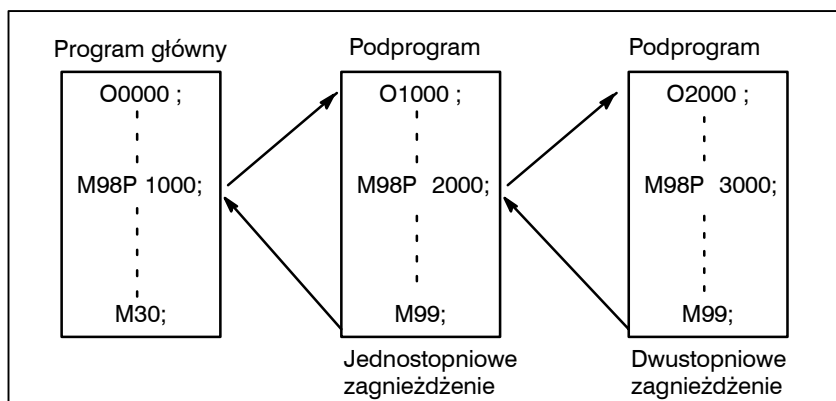 Program główny
O0000 ;
M98P 1000;
M30;
Podprogram
O1000 ;
M98P 2000;
M99;
Jednostopniowe
zagnieżdżenie
Podprogram
O2000 ;
M98P 3000;
M99;
Dwustopniowe
zagnieżdżenie